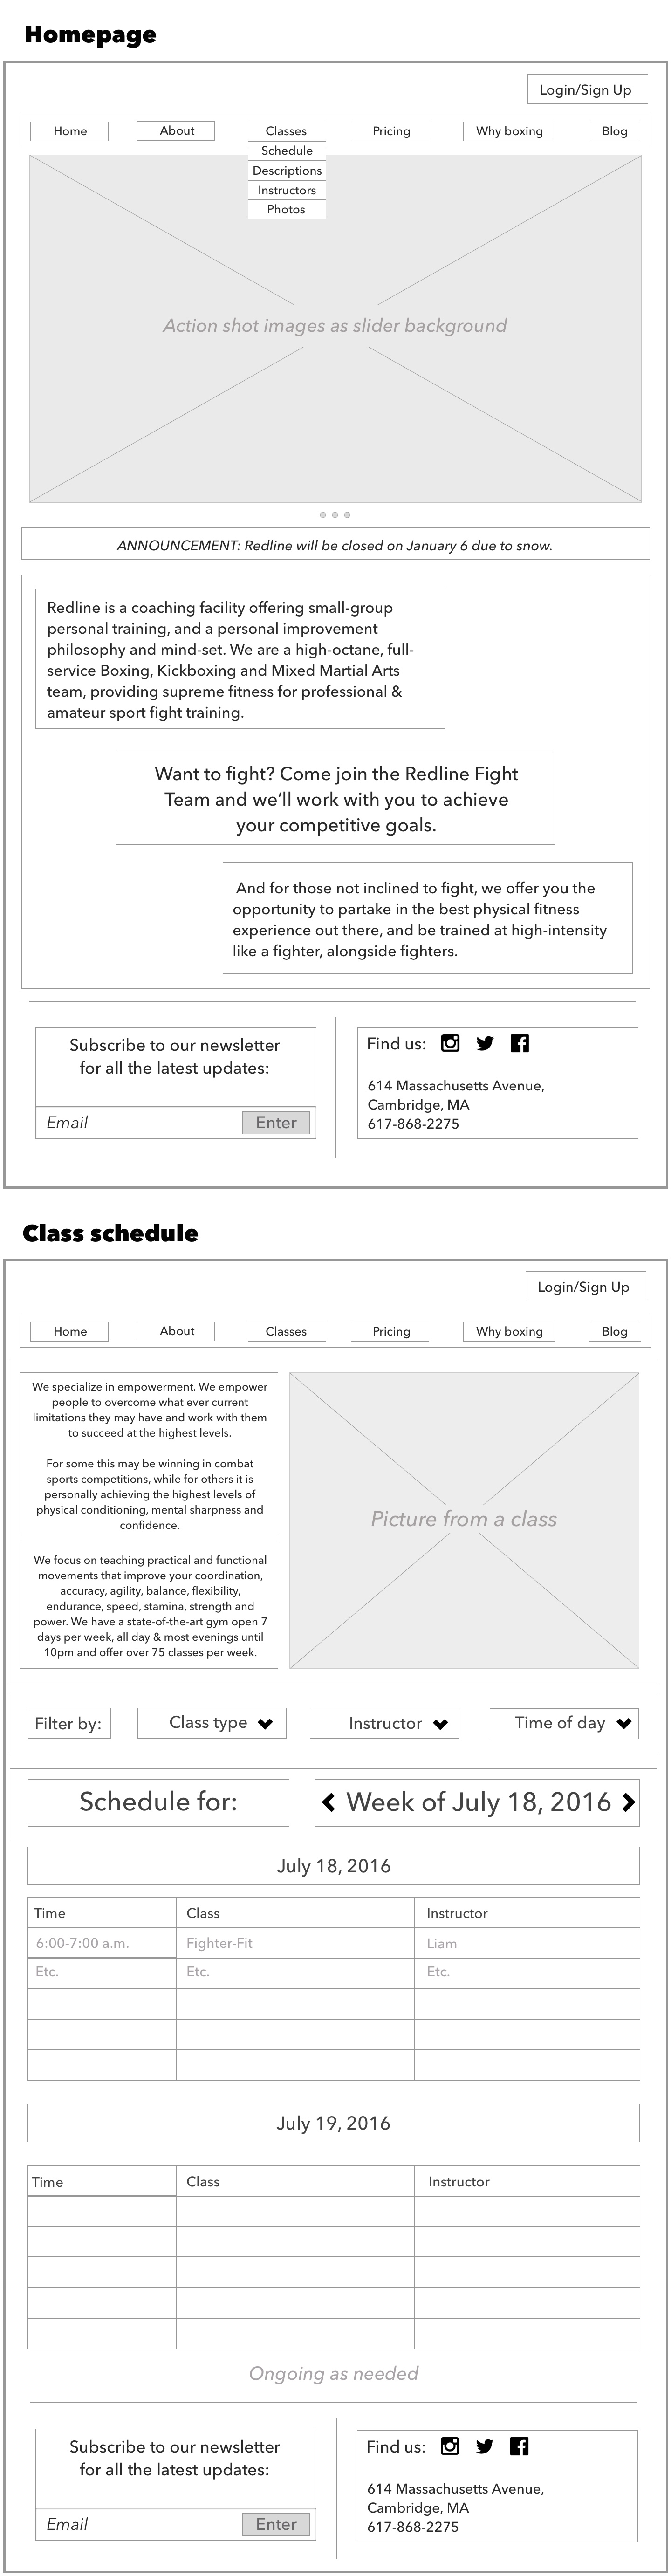 Homepage
Login/Sign Up
Home About Classes Pricing Why boxing Blog
Schedule
Descriptions
Instructors
Photos
Action shot images as slider background
ANNOUNCEMENT: Redline will be closed on January 6 due to snow.
Redline is a coaching facility offering small-group
personal training, and a personal improvement
philosophy and mind-set. We are a high-octane, full-
service Boxing, Kickboxing and Mixed Martial Arts
team, providing supreme fitness for professional &
amateur sport fight training.
Want to fight? Come join the Redline Fight
Team and we’ll work with you to achieve
your competitive goals.
And for those not inclined to fight, we offer you the
opportunity to partake in the best physical fitness
experience out there, and be trained at high-intensity
like a fighter, alongside fighters.
Subscribe to our newsletter
for all the latest updates:
Email Enter
Find us:
614 Massachusetts Avenue,
Cambridge, MA
617-868-2275
Class schedule
Login/Sign Up
Home About Classes Pricing Why boxing Blog
We specialize in empowerment. We empower
people to overcome what ever current
limitations they may have and work with them
to succeed at the highest levels.
For some this may be winning in combat
sports competitions, while for others it is
personally achieving the highest levels of
physical conditioning, mental sharpness and
confidence.
We focus on teaching practical and functional
movements that improve your coordination,
accuracy, agility, balance, flexibility,
endurance, speed, stamina, strength and
power. We have a state-of-the-art gym open 7
days per week, all day & most evenings until
10pm and offer over 75 classes per week.
Picture from a class
Filter by: Class type Instructor Time of day
Schedule for: Week of July 18, 2016
July 18, 2016
Time Class Instructor
6:00-7:00 a.m. Fighter-Fit Liam
Etc. Etc. Etc.
July 19, 2016
Time Class Instructor
Ongoing as needed
Subscribe to our newsletter
for all the latest updates:
Email Enter
Find us:
614 Massachusetts Avenue,
Cambridge, MA
617-868-2275